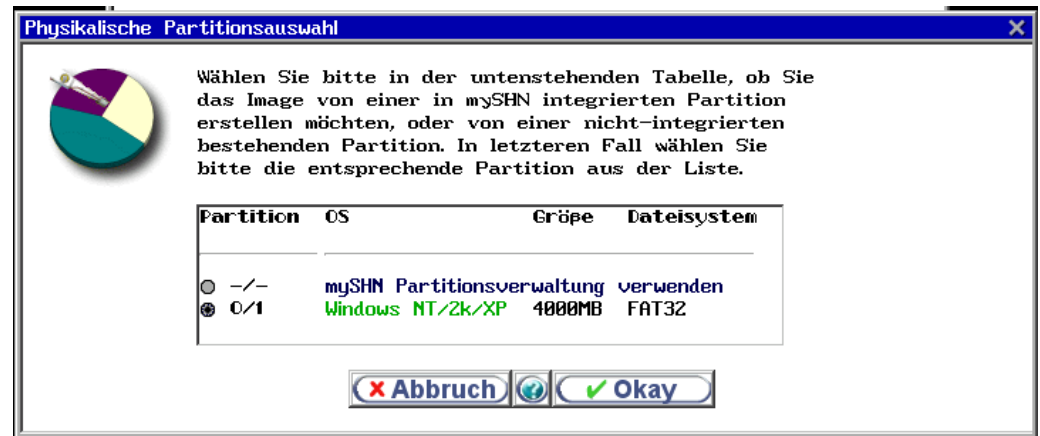 Physikalische Partitionsauswahl
Wählen Sie bitte in der untenstehenden Tabelle, ob Sie
das Image von einer in mySHN integrierten Partition
erstellen möchten, oder von einer nicht-integrierten
bestehenden Partition. In letzteren Fall wählen Sie
bitte die entsprechende Partition aus der Liste.
Partition OS Größe Dateisystem
-/- mySHN Partitionsverwaltung verwenden
0/1 Windows NT/2k/XP 4000MB FAT32
Abbruch ? Okay